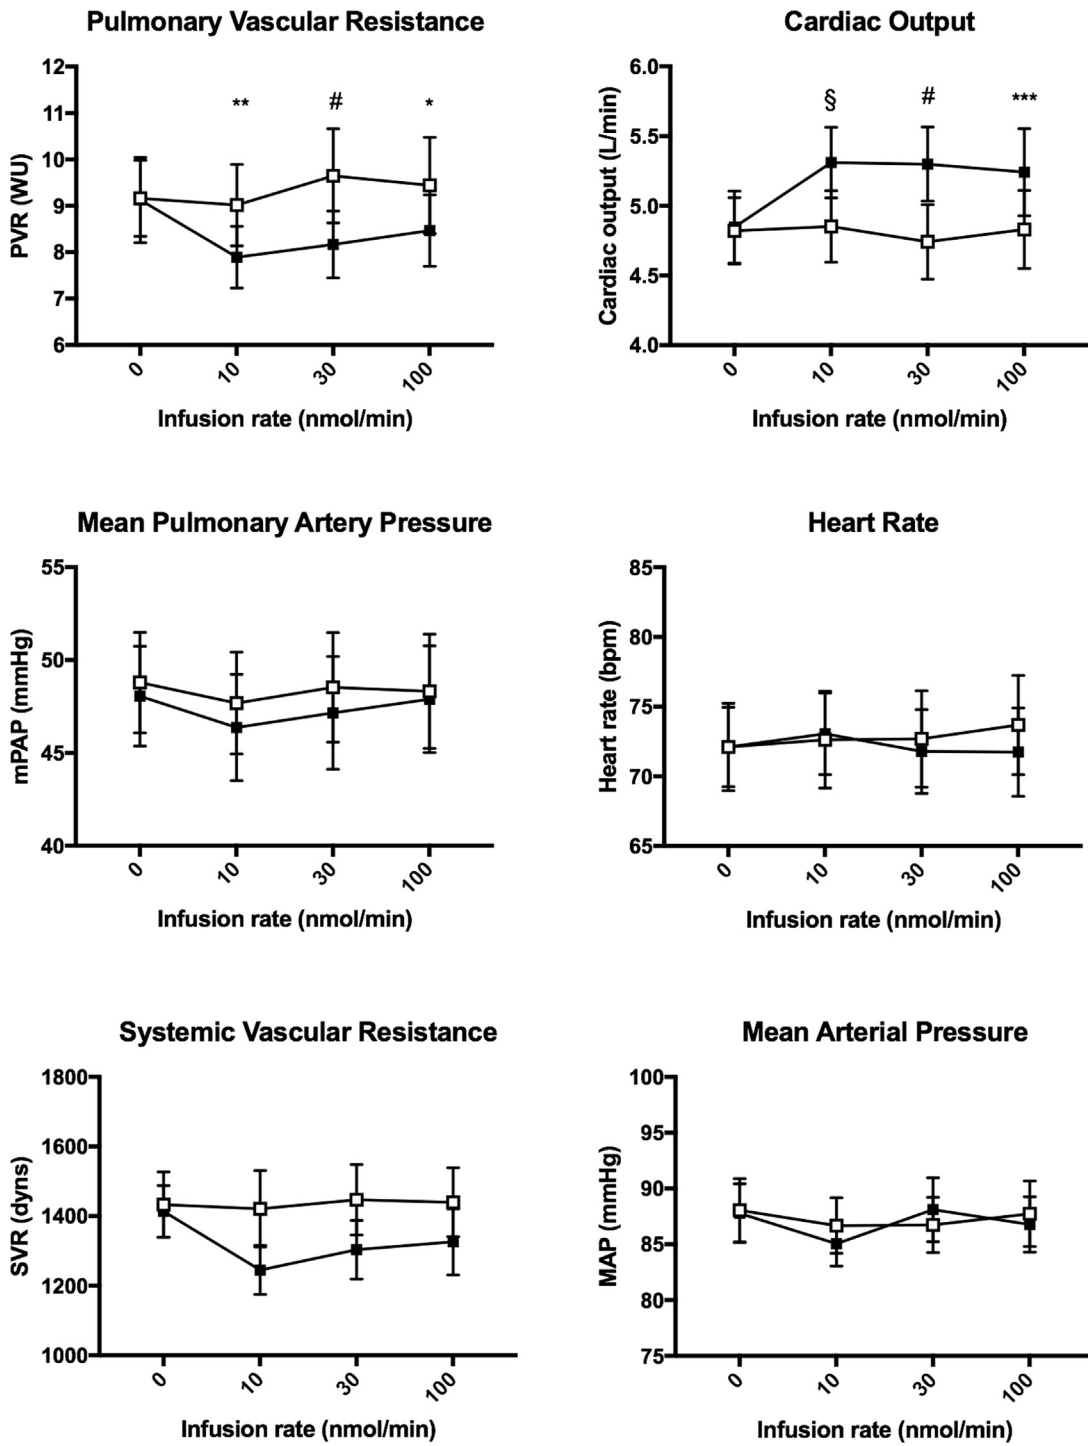 Pulmonary Vascular Resistance
PVR (WU)
12
11
10
9
8
7
6
** # *
0 10 30 100
Infusion rate (nmol/min)
Cardiac Output
Cardiac output (L/min)
6.0
5.5
5.0
4.5
4.0
§ # ***
0 10 30 100
Infusion rate (nmol/min)
Mean Pulmonary Artery Pressure
mPAP (mmHg)
55
50
45
40
0 10 30 100
Infusion rate (nmol/min)
Heart Rate
Heart rate (bpm)
85
80
75
70
65
0 10 30 100
Infusion rate (nmol/min)
Systemic Vascular Resistance
SVR (dyns)
1800
1600
1400
1200
1000
0 10 30 100
Infusion rate (nmol/min)
Mean Arterial Pressure
MAP (mmHg)
100
95
90
85
80
75
0 10 30 100
Infusion rate (nmol/min)